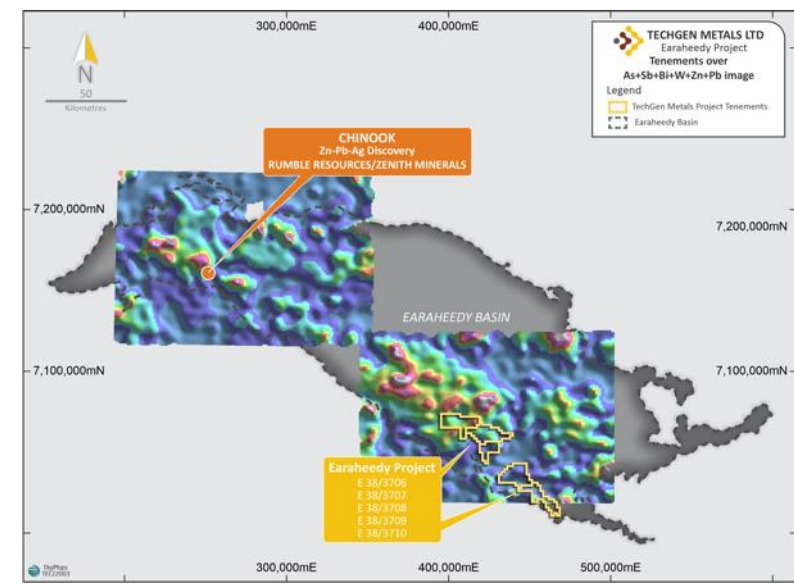 300,000mE
400,000mE
TECHGEN METALS LTD
Earaheedy Project
Tenements over
As+Sb+Bi+W+Zn+Pb image
Legend
TechGen Metals Project Tenements
Earaheedy Basin
N
50
Kilometres
CHINOOK
Zn-Pb-Ag Discovery
RUMBLE RESOURCES/ZENITH MINERALS
7,200,000mN
7,200,000mN
EARAHEEDY BASIN
7,100,000mN
7,100,000mN
Earaheedy Project
E 38/3706
E 38/3707
E 38/3708
E 38/3709
E 38/3710
DigMaps
TEC22003
300,000mE
400,000mE
500,000mE